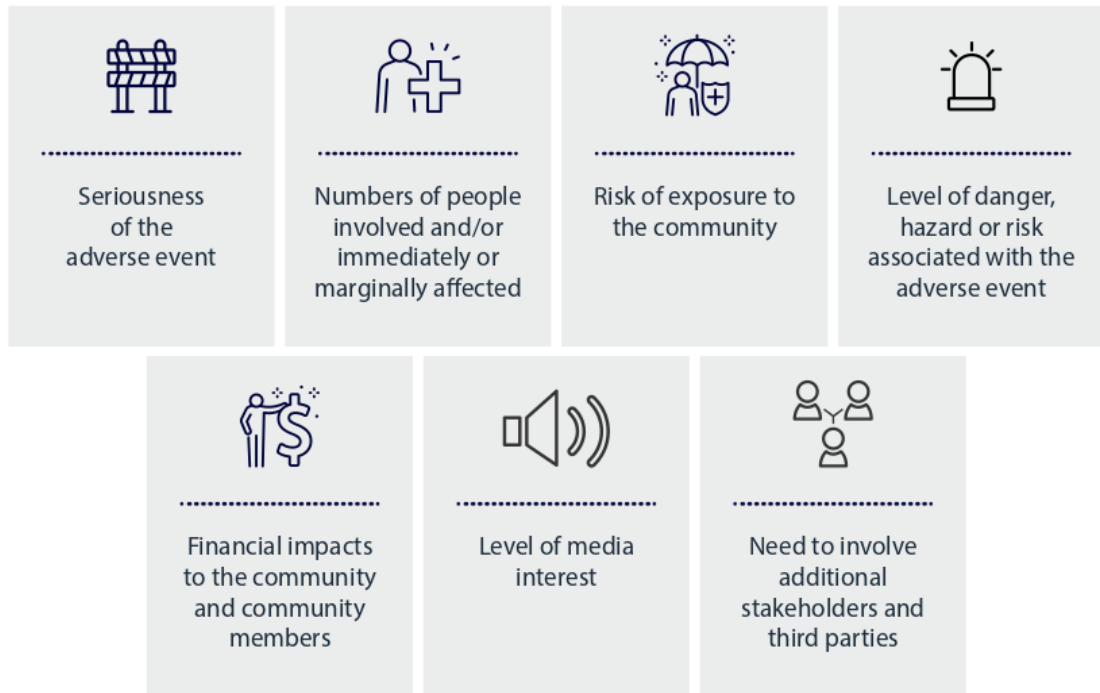 Seriousness
of the
adverse event
Numbers of people
involved and/or
immediately or
marginally affected
Risk of exposure to
the community
Level of danger,
hazard or risk
associated with the
adverse event
Financial impacts
to the community
and community
members
Level of media
interest
Need to involve
additional
stakeholders and
third parties